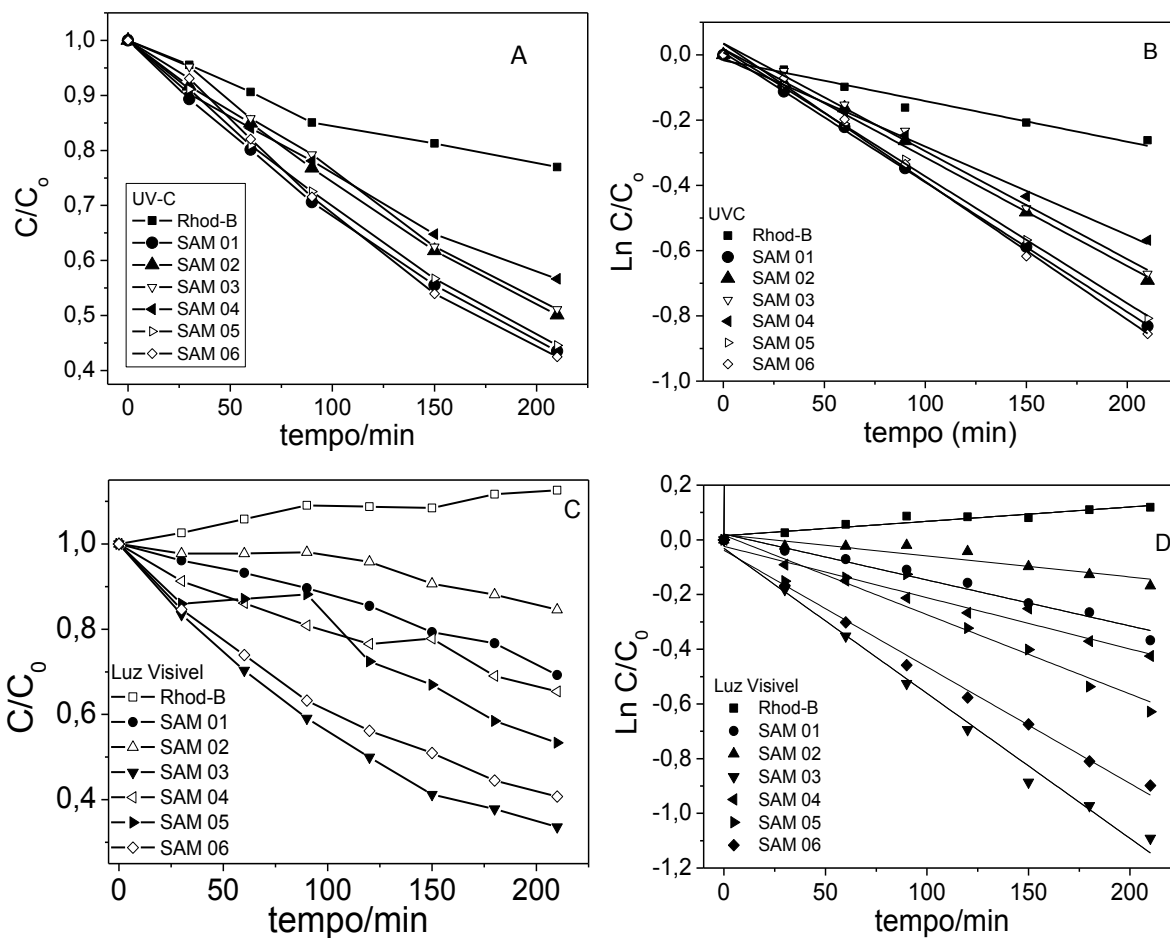 A
C/Co
1,0
0,9
0,8
0,7
0,6
0,5
0,4
UV-C
Rhod-B
SAM 01
SAM 02
SAM 03
SAM 04
SAM 05
SAM 06
0 50 100 150 200
tempo/min
B
Ln C/Co
0,0
-0,2
-0,4
-0,6
-0,8
-1,0
UVC
Rhod-B
SAM 01
SAM 02
SAM 03
SAM 04
SAM 05
SAM 06
0 50 100 150 200
tempo (min)
C
C/C0
1,0
0,8
0,6
0,4
Luz Visivel
Rhod-B
SAM 01
SAM 02
SAM 03
SAM 04
SAM 05
SAM 06
0 50 100 150 200
tempo/min
D
Ln C/C0
0,2
0,0
-0,2
-0,4
-0,6
-0,8
-1,0
-1,2
Luz Visivel
Rhod-B
SAM 01
SAM 02
SAM 03
SAM 04
SAM 05
SAM 06
0 50 100 150 200
tempo/min